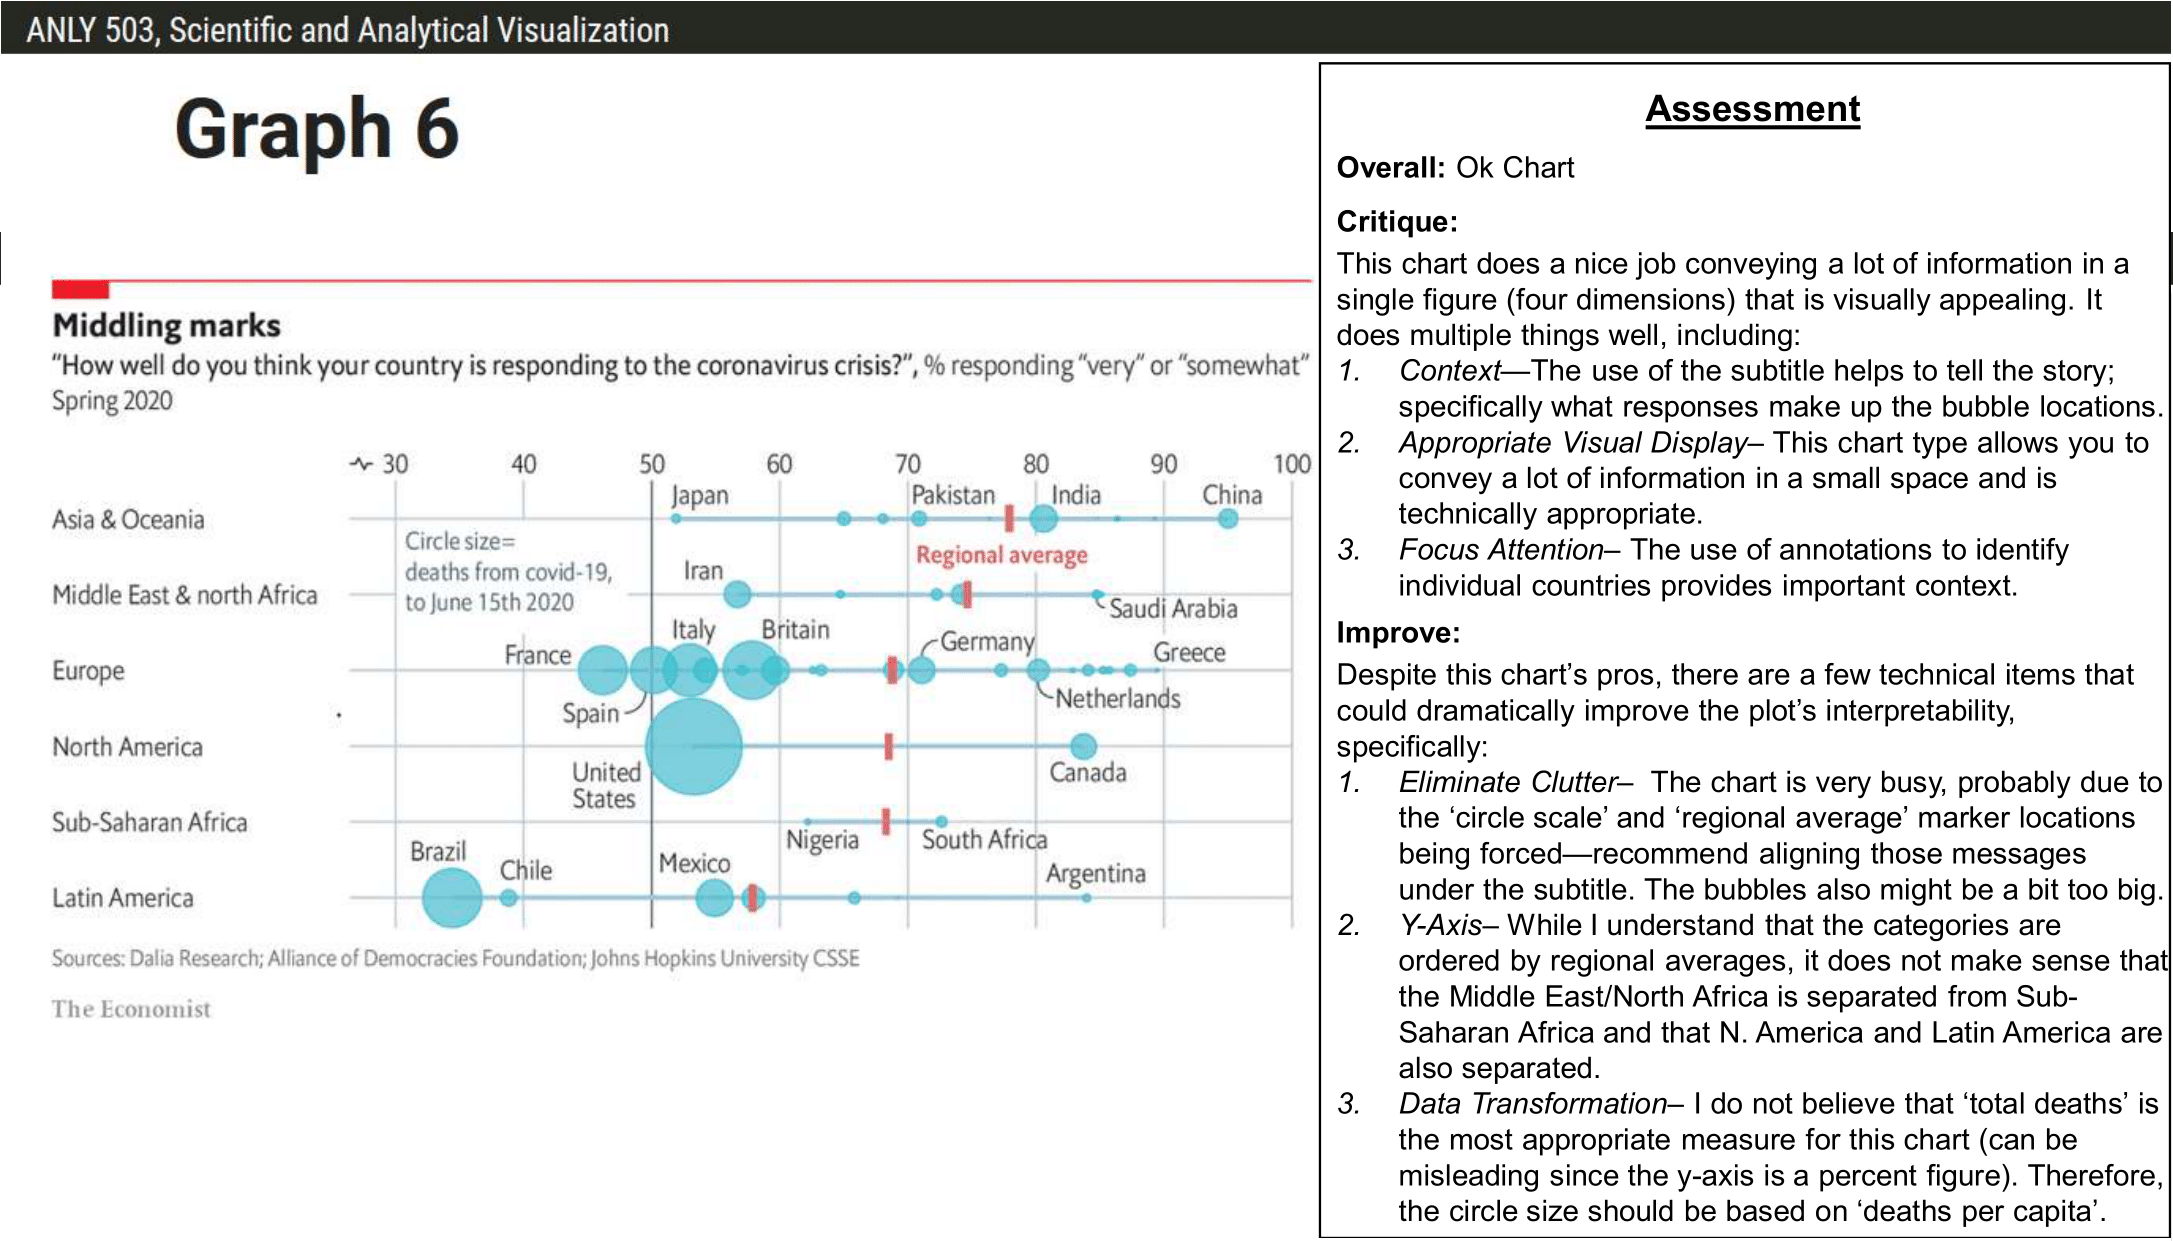 ANLY 503, Scientific and Analytical Visualization
Graph 6
Middling marks
“How well do you think your country is responding to the coronavirus crisis?”, % responding “very” or “somewhat”
Spring 2020
30 40 50 60 70 80 90 100
Japan Pakistan India China
Asia & Oceania
Circle size=
deaths from covid-19,
to June 15th 2020
Regional average
Iran
Middle East & north Africa
Saudi Arabia
Italy Britain
France Germany Greece
Europe
Spain Netherlands
North America
United
States
Canada
Sub-Saharan Africa
Nigeria South Africa
Brazil Chile Mexico Argentina
Latin America
Sources: Dalia Research; Alliance of Democracies Foundation; Johns Hopkins University CSSE
The Economist
Assessment
Overall: Ok Chart
Critique:
This chart does a nice job conveying a lot of information in a
single figure (four dimensions) that is visually appealing. It
does multiple things well, including:
1. Context—The use of the subtitle helps to tell the story;
specifically what responses make up the bubble locations.
2. Appropriate Visual Display– This chart type allows you to
convey a lot of information in a small space and is
technically appropriate.
3. Focus Attention– The use of annotations to identify
individual countries provides important context.
Improve:
Despite this chart’s pros, there are a few technical items that
could dramatically improve the plot’s interpretability,
specifically:
1. Eliminate Clutter– The chart is very busy, probably due to
the ‘circle scale’ and ‘regional average’ marker locations
being forced—recommend aligning those messages
under the subtitle. The bubbles also might be a bit too big.
2. Y-Axis– While I understand that the categories are
ordered by regional averages, it does not make sense that
the Middle East/North Africa is separated from Sub-
Saharan Africa and that N. America and Latin America are
also separated.
3. Data Transformation– I do not believe that ‘total deaths’ is
the most appropriate measure for this chart (can be
misleading since the y-axis is a percent figure). Therefore,
the circle size should be based on ‘deaths per capita’.